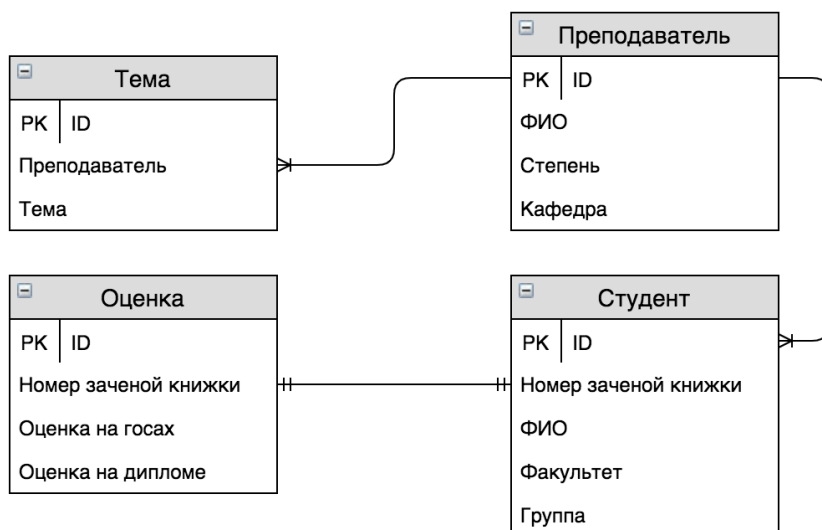 Тема
PK ID
Преподаватель
Тема
Преподаватель
PK ID
ФИО
Степень
Кафедра
Оценка
PK ID
Номер заченой книжки
Оценка на госах
Оценка на дипломе
Студент
PK ID
Номер заченой книжки
ФИО
Факультет
Группа